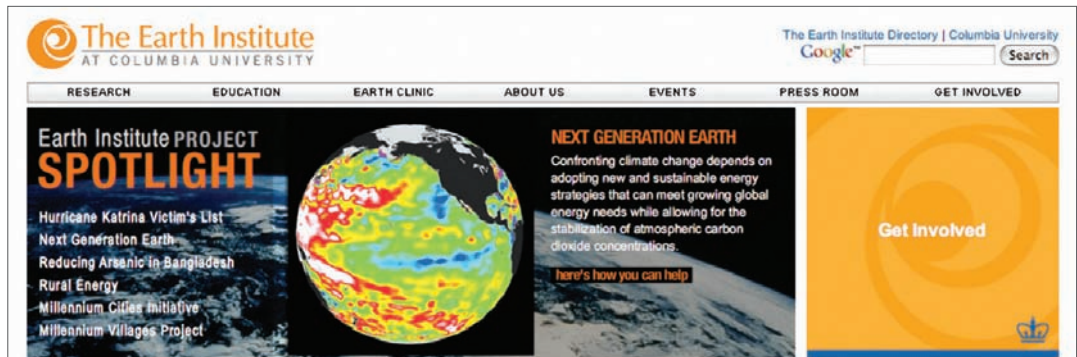 The Earth Institute
AT COLUMBIA UNIVERSITY
The Earth Institute Directory | Columbia University
Google™
Search
RESEARCH EDUCATION EARTH CLINIC ABOUT US EVENTS PRESS ROOM GET INVOLVED
Earth Institute PROJECT
SPOTLIGHT
Hurricane Katrina Victim's List
Next Generation Earth
Reducing Arsenic in Bangladesh
Rural Energy
Millennium Cities Initiative
Millennium Villages Project
NEXT GENERATION EARTH
Confronting climate change depends on
adopting new and sustainable energy
strategies that can meet growing global
energy needs while allowing for the
stabilization of atmospheric carbon
dioxide concentrations.
here's how you can help
Get Involved